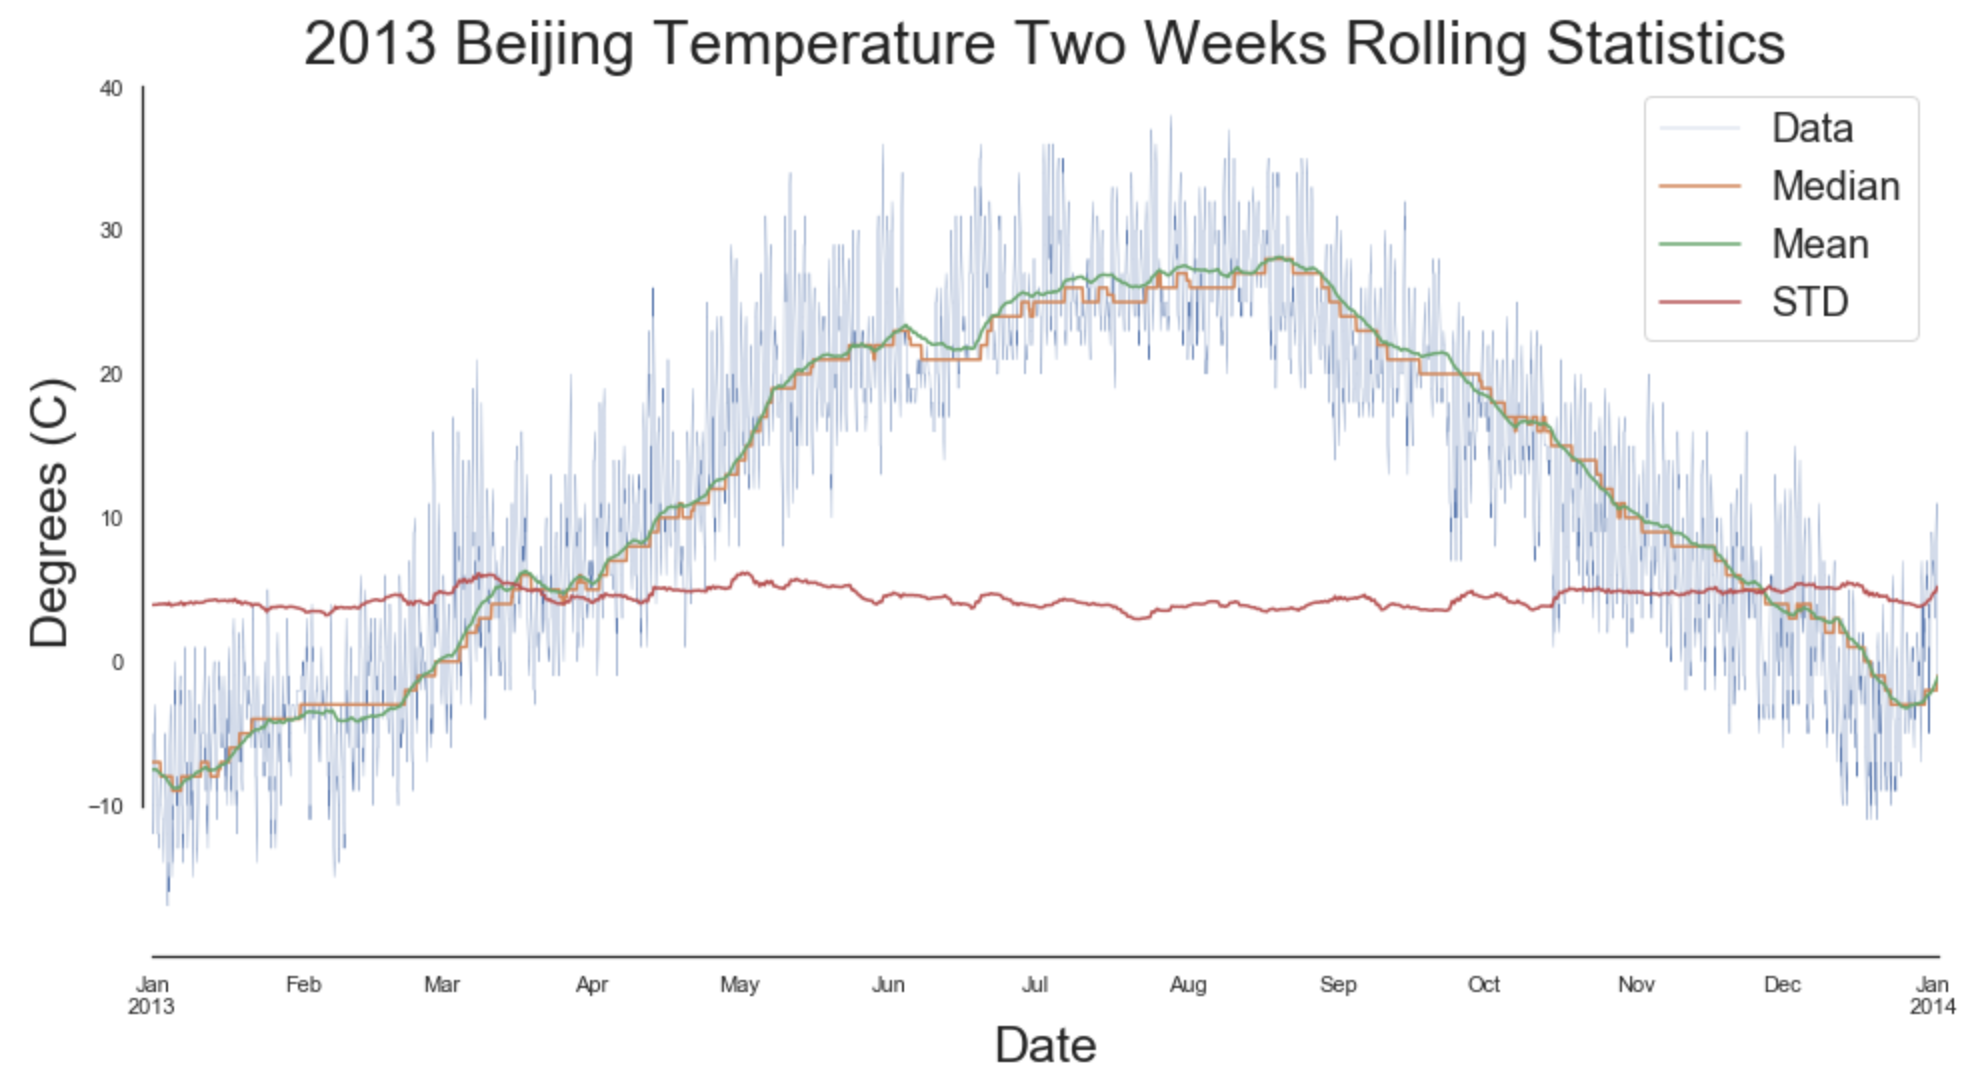 2013 Beijing Temperature Two Weeks Rolling Statistics
40
30
20
10
0
−10
Degrees (C)
Data
Median
Mean
STD
Jan Feb Mar Apr May Jun Jul Aug Sep Oct Nov Dec Jan
2013 2014
Date